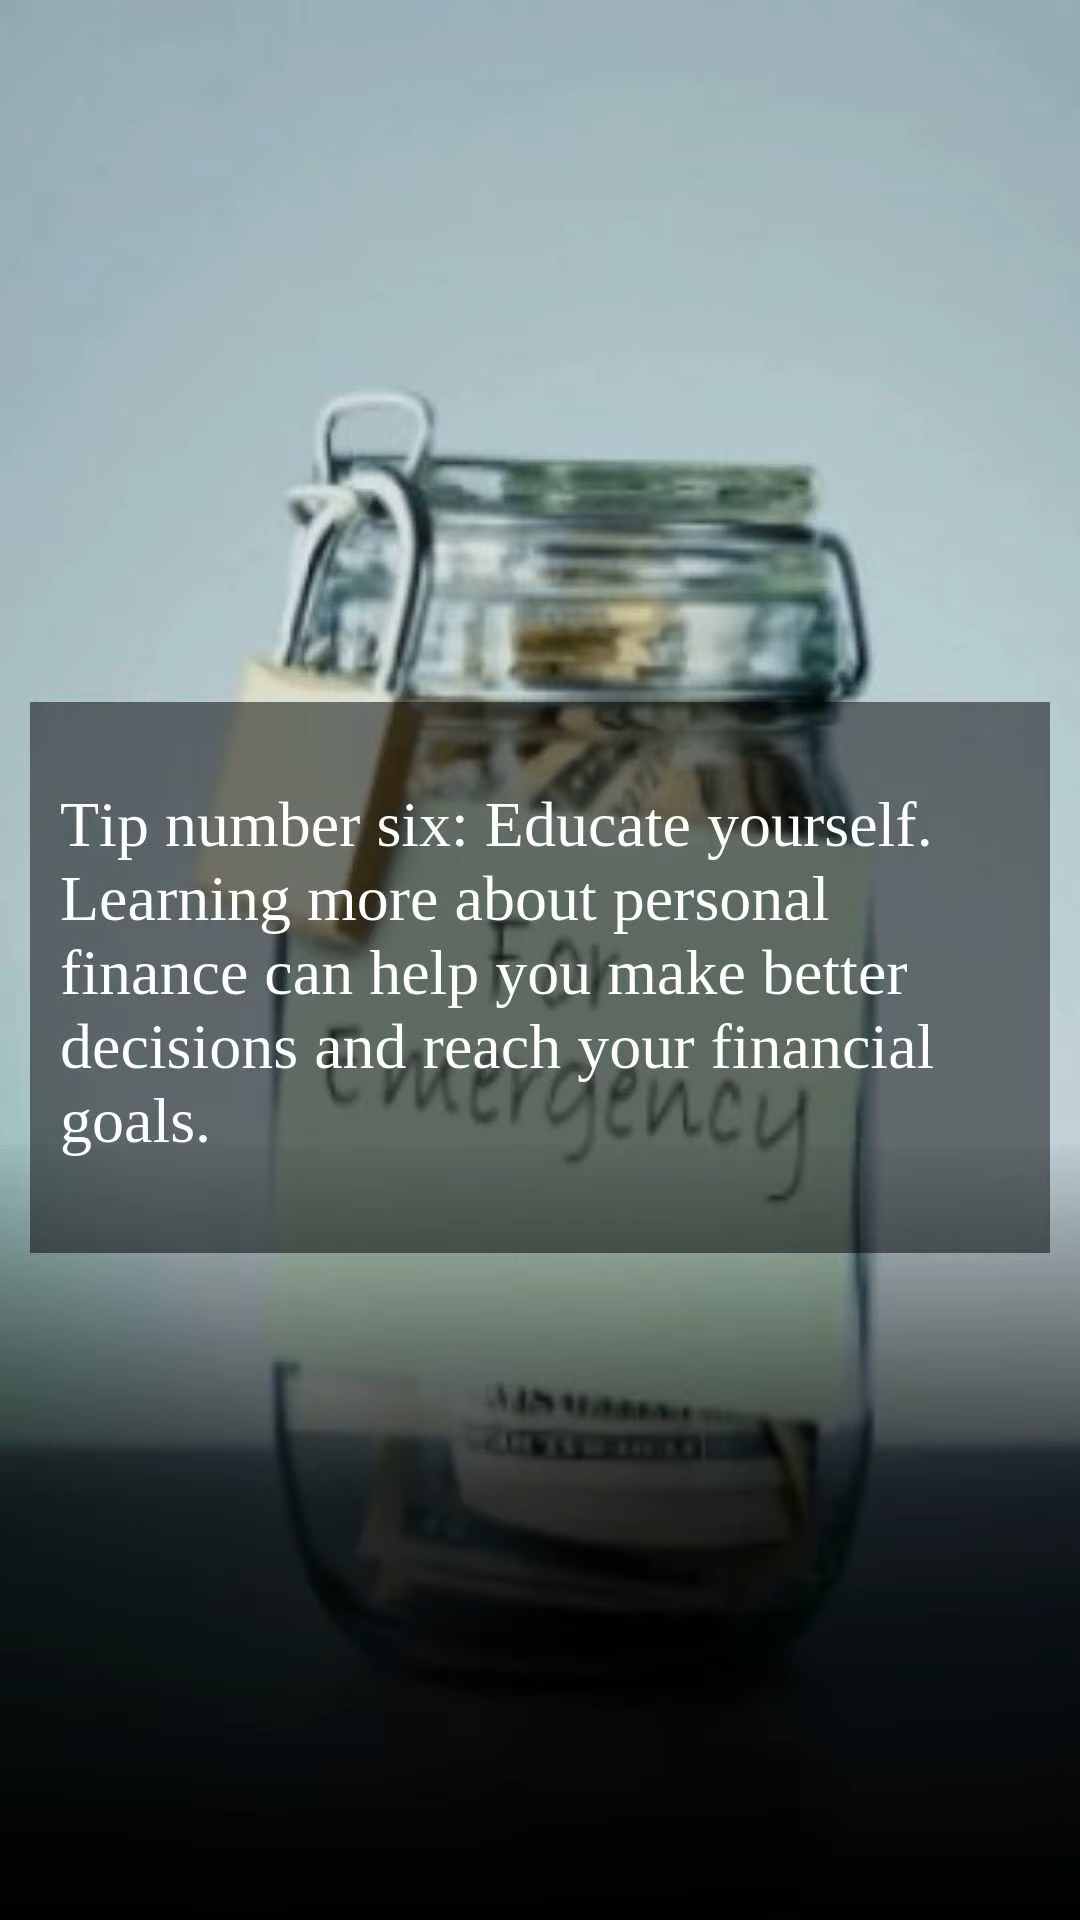 Tip number six: Educate yourself.
Learning more about personal
finance can help you make better
decisions and reach your financial
goals.
For
Emergency